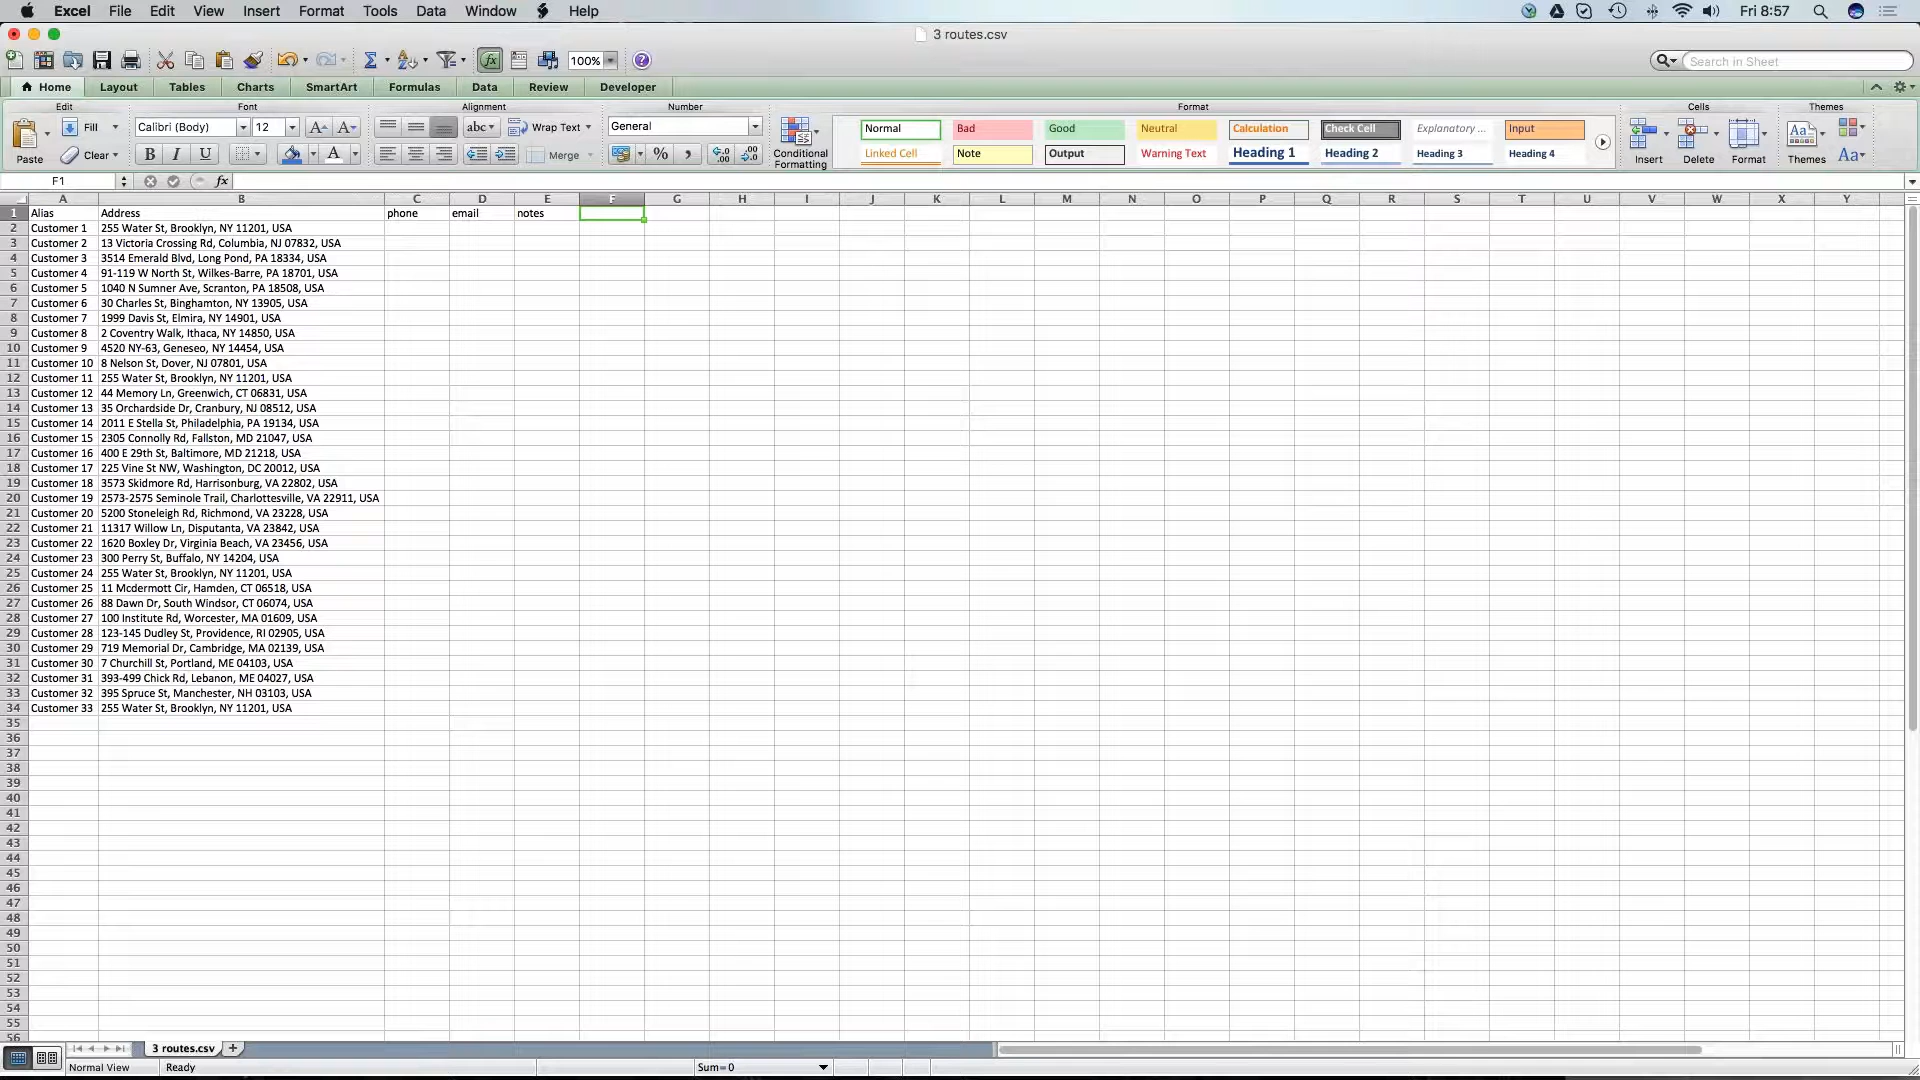 Excel File Edit View Insert Format Tools Data Window Help Fri 8:57
3 routes.csv
100% Search in Sheet
Home Layout Tables Charts SmartArt Formulas Data Review Developer
Edit Font Alignment Number Format Cells Themes
Paste Fill Clear Calibri (Body) 12 B I U A abc Wrap Text Merge General % Conditional Formatting
Normal Bad Good Neutral Calculation Check Cell Explanatory ... Input
Linked Cell Note Output Warning Text Heading 1 Heading 2 Heading 3 Heading 4
Insert Delete Format Themes Aa
F1 fx
A B C D E F G H I J K L M N O P Q R S T U V W X Y
1 Alias Address phone email notes
2 Customer 1 255 Water St, Brooklyn, NY 11201, USA
3 Customer 2 13 Victoria Crossing Rd, Columbia, NJ 07832, USA
4 Customer 3 3514 Emerald Blvd, Long Pond, PA 18334, USA
5 Customer 4 91-119 W North St, Wilkes-Barre, PA 18701, USA
6 Customer 5 1040 N Sumner Ave, Scranton, PA 18508, USA
7 Customer 6 30 Charles St, Binghamton, NY 13905, USA
8 Customer 7 1999 Davis St, Elmira, NY 14901, USA
9 Customer 8 2 Coventry Walk, Ithaca, NY 14850, USA
10 Customer 9 4520 NY-63, Geneseo, NY 14454, USA
11 Customer 10 8 Nelson St, Dover, NJ 07801, USA
12 Customer 11 255 Water St, Brooklyn, NY 11201, USA
13 Customer 12 44 Memory Ln, Greenwich, CT 06831, USA
14 Customer 13 35 Orchardside Dr, Cranbury, NJ 08512, USA
15 Customer 14 2011 E Stella St, Philadelphia, PA 19134, USA
16 Customer 15 2305 Connolly Rd, Fallston, MD 21047, USA
17 Customer 16 400 E 29th St, Baltimore, MD 21218, USA
18 Customer 17 225 Vine St NW, Washington, DC 20012, USA
19 Customer 18 3573 Skidmore Rd, Harrisonburg, VA 22802, USA
20 Customer 19 2573-2575 Seminole Trail, Charlottesville, VA 22911, USA
21 Customer 20 5200 Stoneleigh Rd, Richmond, VA 23228, USA
22 Customer 21 11317 Willow Ln, Disputanta, VA 23842, USA
23 Customer 22 1620 Boxley Dr, Virginia Beach, VA 23456, USA
24 Customer 23 300 Perry St, Buffalo, NY 14204, USA
25 Customer 24 255 Water St, Brooklyn, NY 11201, USA
26 Customer 25 11 Mcdermott Cir, Hamden, CT 06518, USA
27 Customer 26 88 Dawn Dr, South Windsor, CT 06074, USA
28 Customer 27 100 Institute Rd, Worcester, MA 01609, USA
29 Customer 28 123-145 Dudley St, Providence, RI 02905, USA
30 Customer 29 719 Memorial Dr, Cambridge, MA 02139, USA
31 Customer 30 7 Churchill St, Portland, ME 04103, USA
32 Customer 31 393-499 Chick Rd, Lebanon, ME 04027, USA
33 Customer 32 395 Spruce St, Manchester, NH 03103, USA
34 Customer 33 255 Water St, Brooklyn, NY 11201, USA
35
36
37
38
39
40
41
42
43
44
45
46
47
48
49
50
51
52
53
54
55
56
3 routes.csv
Normal View Ready Sum=0